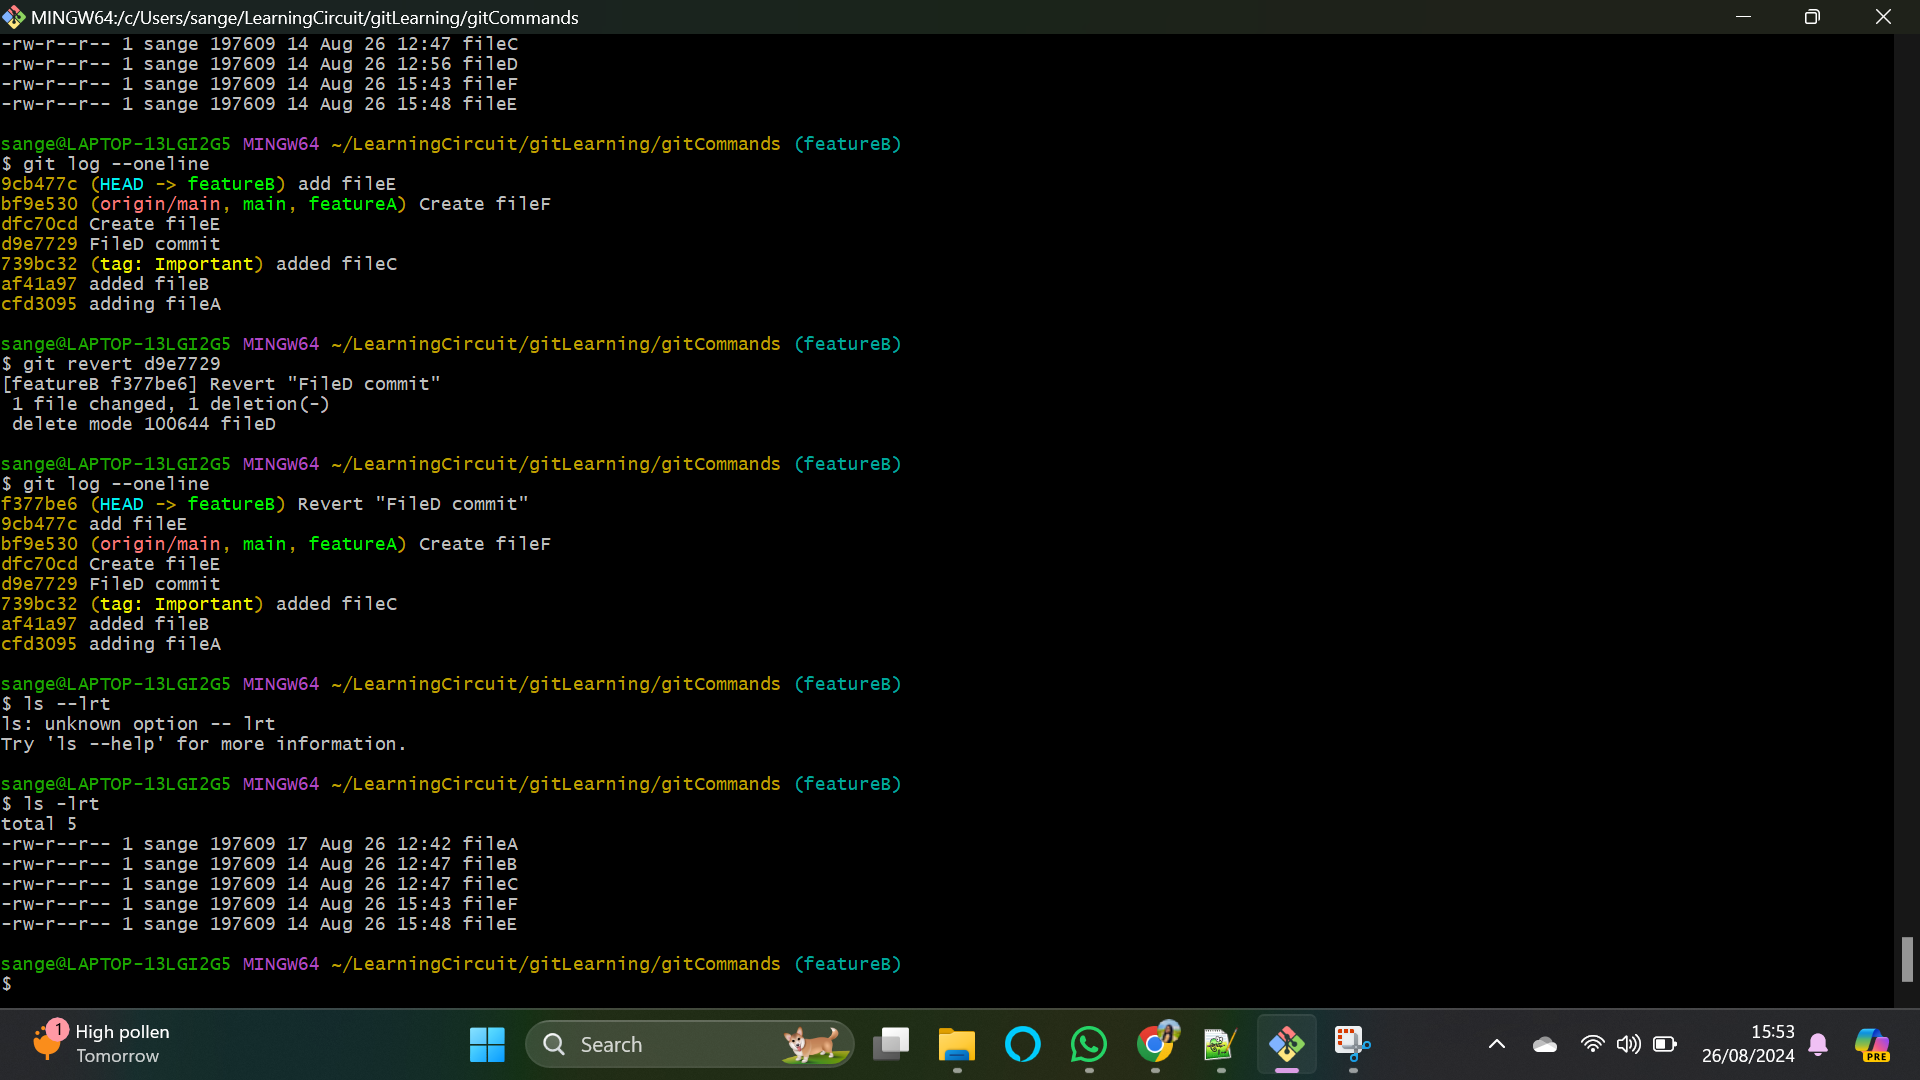 MINGW64:/c/Users/sange/LearningCircuit/gitLearning/gitCommands
-rw-r--r-- 1 sange 197609 14 Aug 26 12:47 fileC
-rw-r--r-- 1 sange 197609 14 Aug 26 12:56 fileD
-rw-r--r-- 1 sange 197609 14 Aug 26 15:43 fileF
-rw-r--r-- 1 sange 197609 14 Aug 26 15:48 fileE
sange@LAPTOP-13LGI2G5 MINGW64 ~/LearningCircuit/gitLearning/gitCommands (featureB)
$ git log --oneline
9cb477c (HEAD -> featureB) add fileE
bf9e530 (origin/main, main, featureA) Create fileF
dfc70cd Create fileE
d9e7729 FileD commit
739bc32 (tag: Important) added fileC
af41a97 added fileB
cfd3095 adding fileA
sange@LAPTOP-13LGI2G5 MINGW64 ~/LearningCircuit/gitLearning/gitCommands (featureB)
$ git revert d9e7729
[featureB f377be6] Revert "FileD commit"
1 file changed, 1 deletion(-)
delete mode 100644 fileD
sange@LAPTOP-13LGI2G5 MINGW64 ~/LearningCircuit/gitLearning/gitCommands (featureB)
$ git log --oneline
f377be6 (HEAD -> featureB) Revert "FileD commit"
9cb477c add fileE
bf9e530 (origin/main, main, featureA) Create fileF
dfc70cd Create fileE
d9e7729 FileD commit
739bc32 (tag: Important) added fileC
af41a97 added fileB
cfd3095 adding fileA
sange@LAPTOP-13LGI2G5 MINGW64 ~/LearningCircuit/gitLearning/gitCommands (featureB)
$ ls --lrt
ls: unknown option -- lrt
Try 'ls --help' for more information.
sange@LAPTOP-13LGI2G5 MINGW64 ~/LearningCircuit/gitLearning/gitCommands (featureB)
$ ls -lrt
total 5
-rw-r--r-- 1 sange 197609 17 Aug 26 12:42 fileA
-rw-r--r-- 1 sange 197609 14 Aug 26 12:47 fileB
-rw-r--r-- 1 sange 197609 14 Aug 26 12:47 fileC
-rw-r--r-- 1 sange 197609 14 Aug 26 15:43 fileF
-rw-r--r-- 1 sange 197609 14 Aug 26 15:48 fileE
sange@LAPTOP-13LGI2G5 MINGW64 ~/LearningCircuit/gitLearning/gitCommands (featureB)
$
1
High pollen
Tomorrow
Search
15:53
26/08/2024
PRE